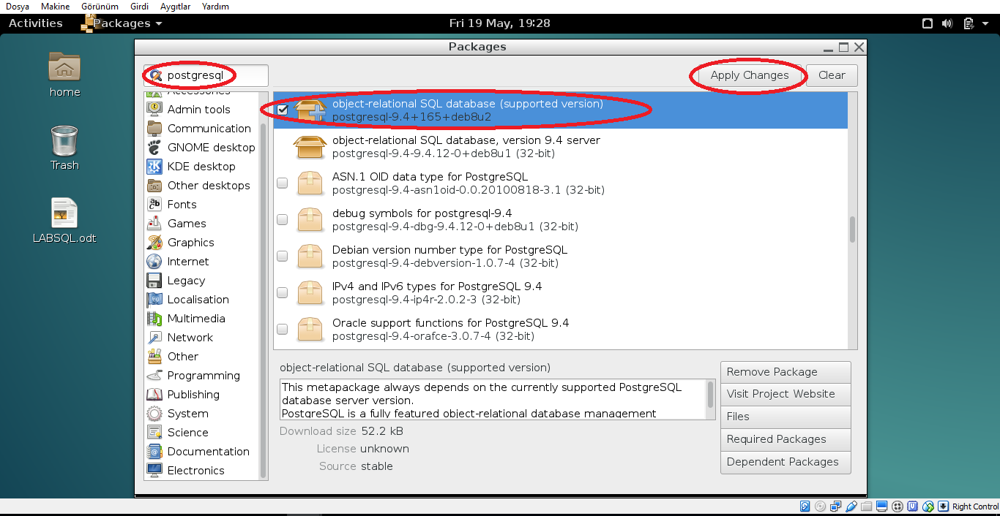 Dosya Makine Görünüm Girdi Aygıtlar Yardım
Activities Packages Fri 19 May, 19:28
Packages
home
Trash
LABSQL.odt
postgresql
Apply Changes Clear
Accessories
Admin tools
Communication
GNOME desktop
KDE desktop
Other desktops
Fonts
Games
Graphics
Internet
Legacy
Localisation
Multimedia
Network
Other
Programming
Publishing
System
Science
Documentation
Electronics
object-relational SQL database (supported version)
postgresql-9.4+165+deb8u2
object-relational SQL database, version 9.4 server
postgresql-9.4-9.4.12-0+deb8u1 (32-bit)
ASN.1 OID data type for PostgreSQL
postgresql-9.4-asn1oid-0.0.20100818-3.1 (32-bit)
debug symbols for postgresql-9.4
postgresql-9.4-dbg-9.4.12-0+deb8u1 (32-bit)
Debian version number type for PostgreSQL
postgresql-9.4-debversion-1.0.7-4 (32-bit)
IPv4 and IPv6 types for PostgreSQL 9.4
postgresql-9.4-ip4r-2.0.2-3 (32-bit)
Oracle support functions for PostgreSQL 9.4
postgresql-9.4-orafce-3.0.7-4 (32-bit)
object-relational SQL database (supported version)
This metapackage always depends on the currently supported PostgreSQL
database server version.
PostgreSQL is a fully featured object-relational database management
Download size 52.2 kB
License unknown
Source stable
Remove Package
Visit Project Website
Files
Required Packages
Dependent Packages
Right Control